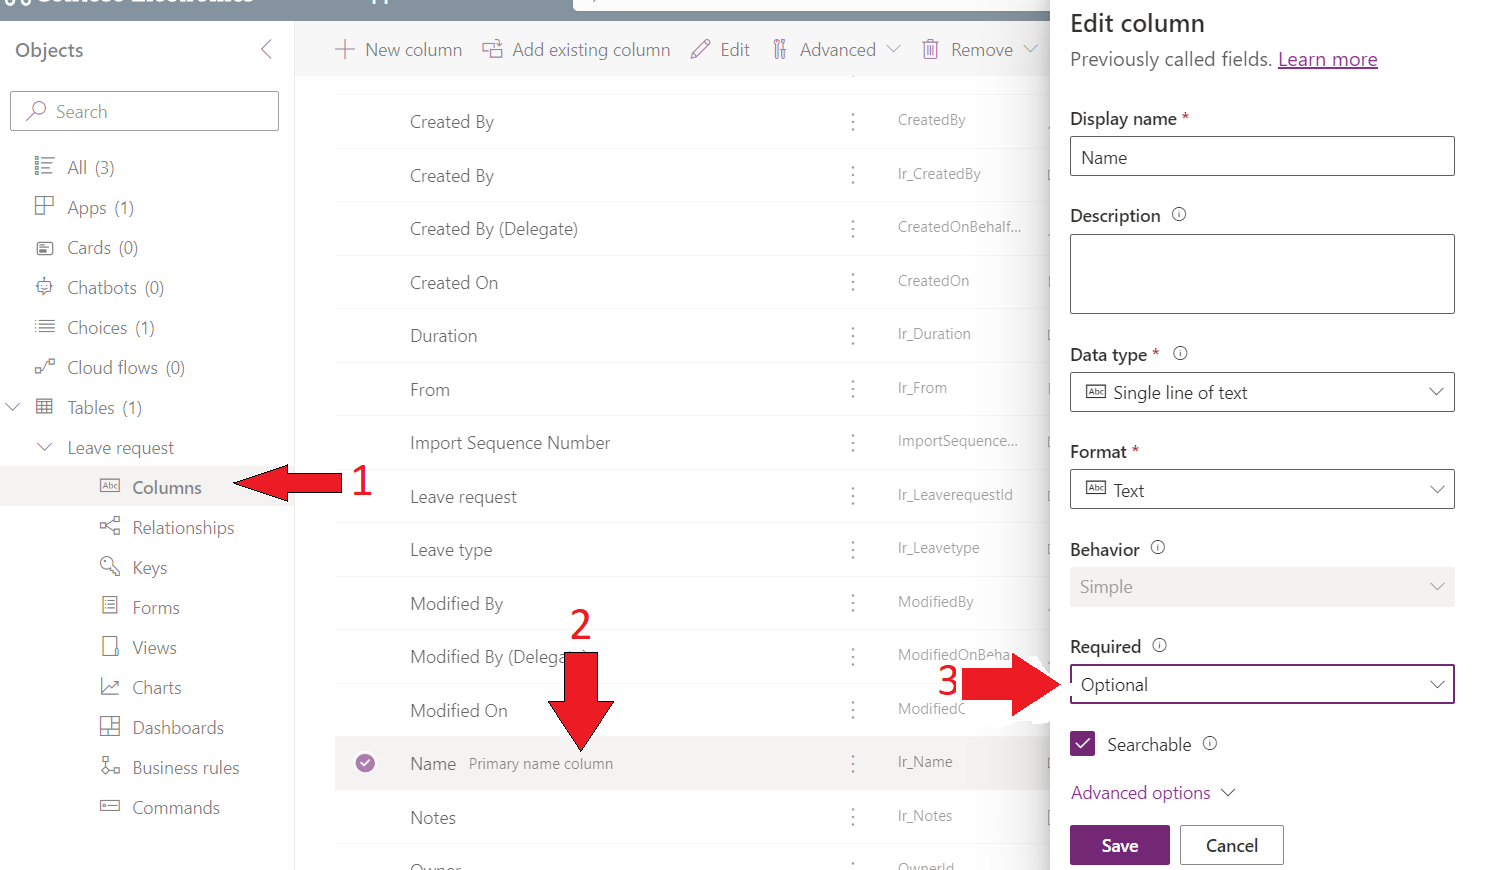 Objects
Search
All (3)
Apps (1)
Cards (0)
Chatbots (0)
Choices (1)
Cloud flows (0)
Tables (1)
Leave request
Abc Columns
Relationships
Keys
Forms
Views
Charts
Dashboards
Business rules
Commands
1
New column Add existing column Edit Advanced Remove
Created By CreatedBy
Created By lr_CreatedBy
Created By (Delegate) CreatedOnBehalf...
Created On CreatedOn
Duration lr_Duration
From lr_From
Import Sequence Number ImportSequence...
Leave request lr_LeaverequestId
Leave type lr_Leavetype
Modified By ModifiedBy
2
Modified By (Delega ModifiedOnBeha
3
Modified On Modified
Name Primary name column lr_Name
Notes lr_Notes
Owner OwnerId
Edit column
Previously called fields. Learn more
Display name *
Name
Description
Data type *
Abc Single line of text
Format *
Abc Text
Behavior
Simple
Required
Optional
Searchable
Advanced options
Save Cancel